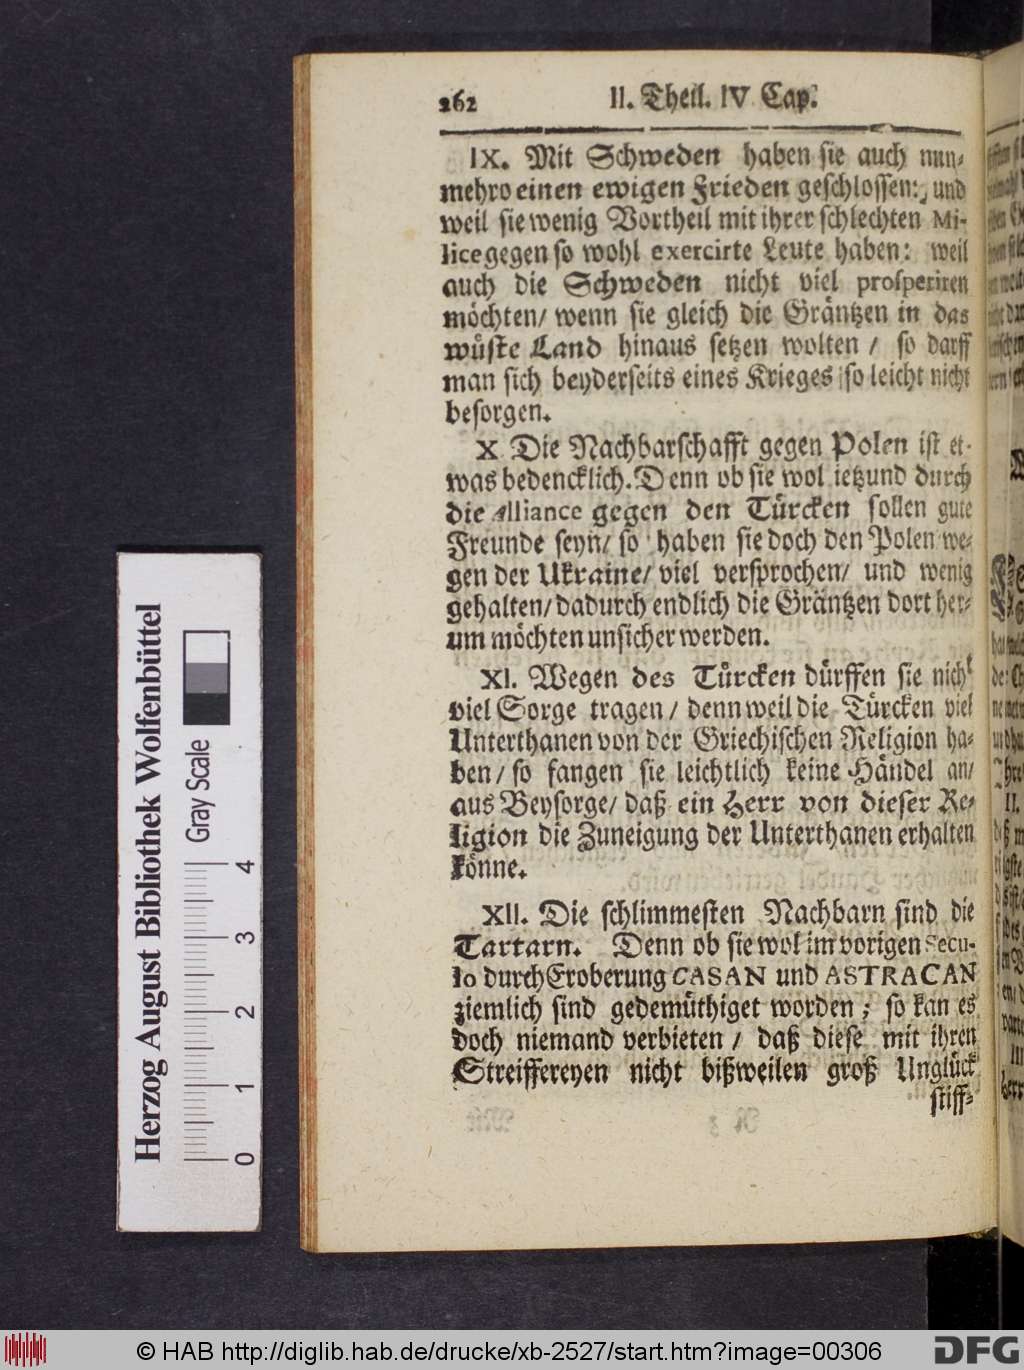 262 II. Theil. IV Cap.
IX. Mit Schweden haben sie auch nun-
mehro einen ewigen Frieden geschlossen: und
weil sie wenig Vortheil mit ihrer schlechten Mi-
lice gegen so wohl exercirte Leute haben: weil
auch die Schweden nicht viel prosperiren
möchten/ wenn sie gleich die Gräntzen in das
wüste Land hinaus setzen wolten / so darff
man sich beyderseits eines Krieges so leicht nicht
besorgen.
X Die Nachbarschafft gegen Polen ist et-
was bedencklich. Denn ob sie wol ietzund durch
die Alliance gegen den Türcken sollen gute
Freunde seyn/ so haben sie doch den Polen we-
gen der Ukraine/ viel versprochen/ und wenig
gehalten/ dadurch endlich die Gräntzen dort her-
um möchten unsicher werden.
XI. Wegen des Türcken dürffen sie nicht
viel Sorge tragen / denn weil die Türcken viel
Unterthanen von der Griechischen Religion ha-
ben / so fangen sie leichtlich keine Händel an/
aus Beysorge/ daß ein Herr von dieser Re-
ligion die Zuneigung der Unterthanen erhalten
könne.
XII. Die schlimmesten Nachbarn sind die
Tartarn. Denn ob sie wol im vorigen Secu-
lo durch Eroberung CASAN und ASTRACAN
ziemlich sind gedemüthiget worden; so kan es
doch niemand verbieten / daß diese mit ihren
Streiffereyen nicht bißweilen groß Unglück
stiff-
Herzog August Bibliothek Wolfenbüttel
Gray Scale
0 1 2 3 4
© HAB http://diglib.hab.de/drucke/xb-2527/start.htm?image=00306
DFG